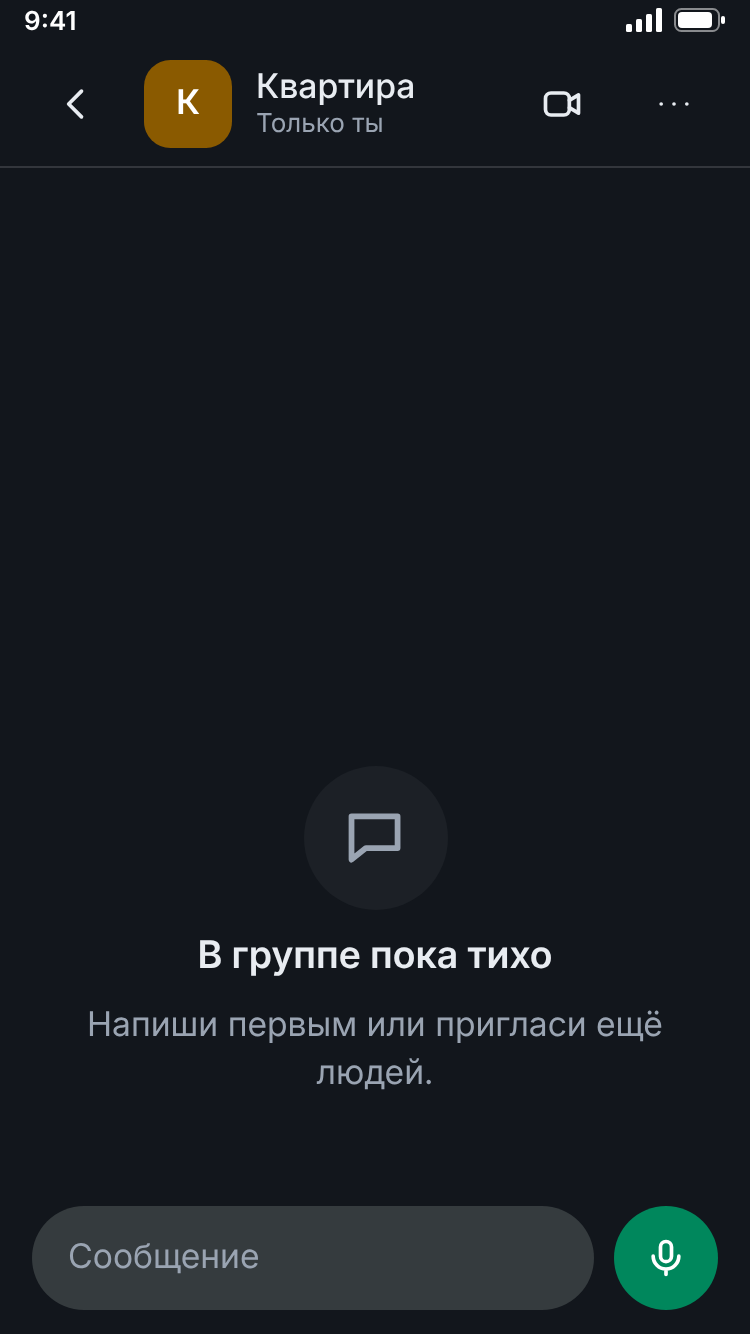 9:41
К
Квартира
Только ты
В группе пока тихо
Напиши первым или пригласи ещё
людей.
Сообщение